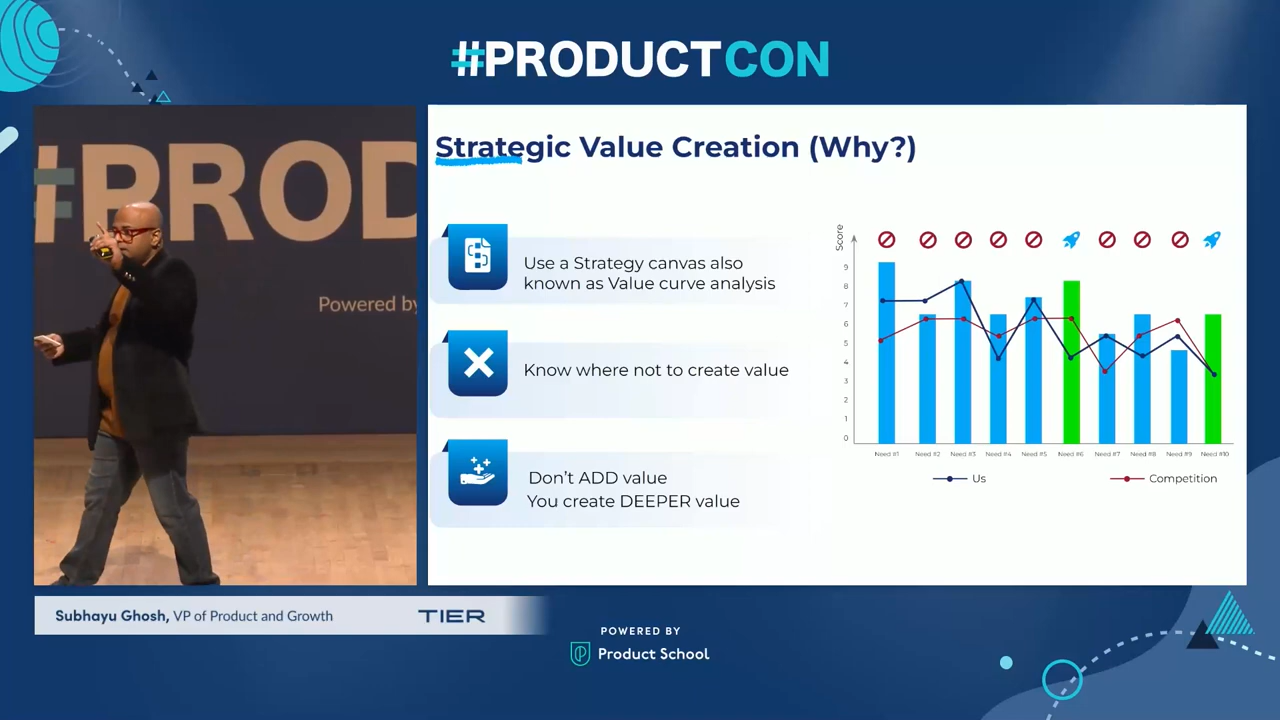 #PRODUCTCON
#PROD
Powered by
Strategic Value Creation (Why?)
Use a Strategy canvas also
known as Value curve analysis
Know where not to create value
Don't ADD value
You create DEEPER value
Score
9
8
7
6
5
4
3
2
1
0
Need #1 Need #2 Need #3 Need #4 Need #5 Need #6 Need #7 Need #8 Need #9 Need #10
Us Competition
Subhayu Ghosh, VP of Product and Growth TIER
POWERED BY
Product School